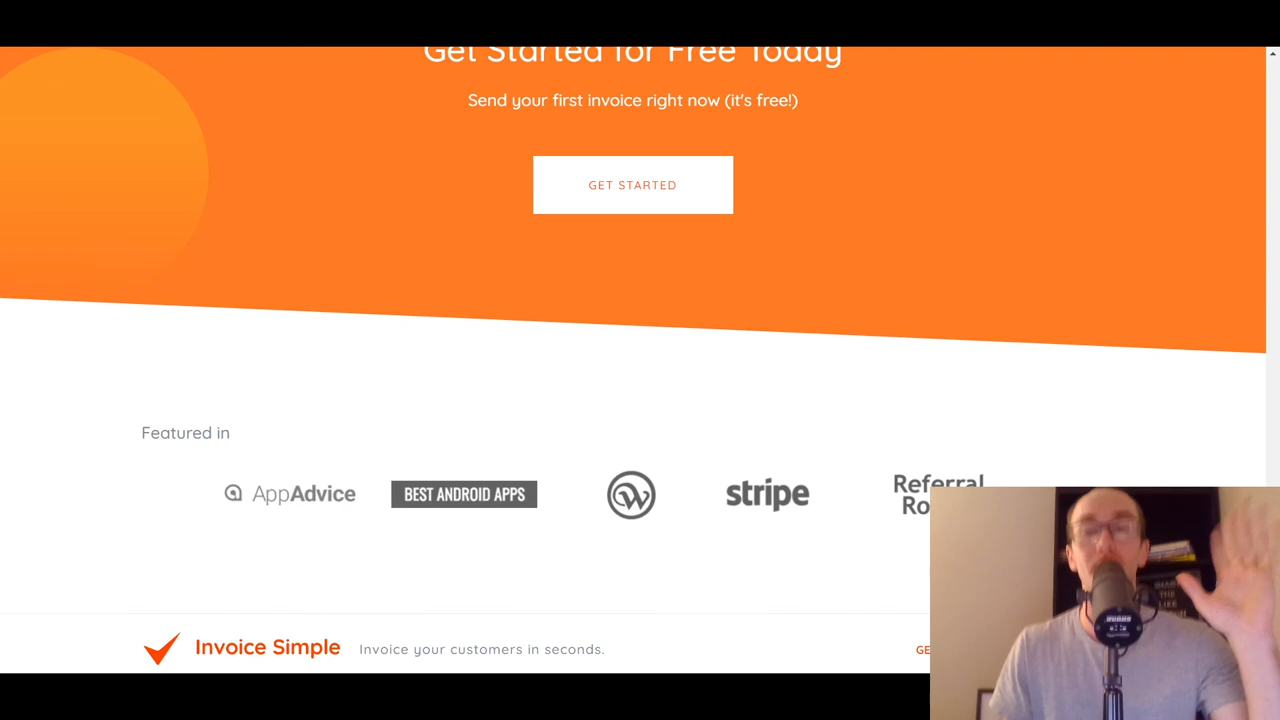 Get Started for Free Today
Send your first invoice right now (it's free!)
GET STARTED
Featured in
AppAdvice
BEST ANDROID APPS
stripe
Referral
Invoice Simple
Invoice your customers in seconds.